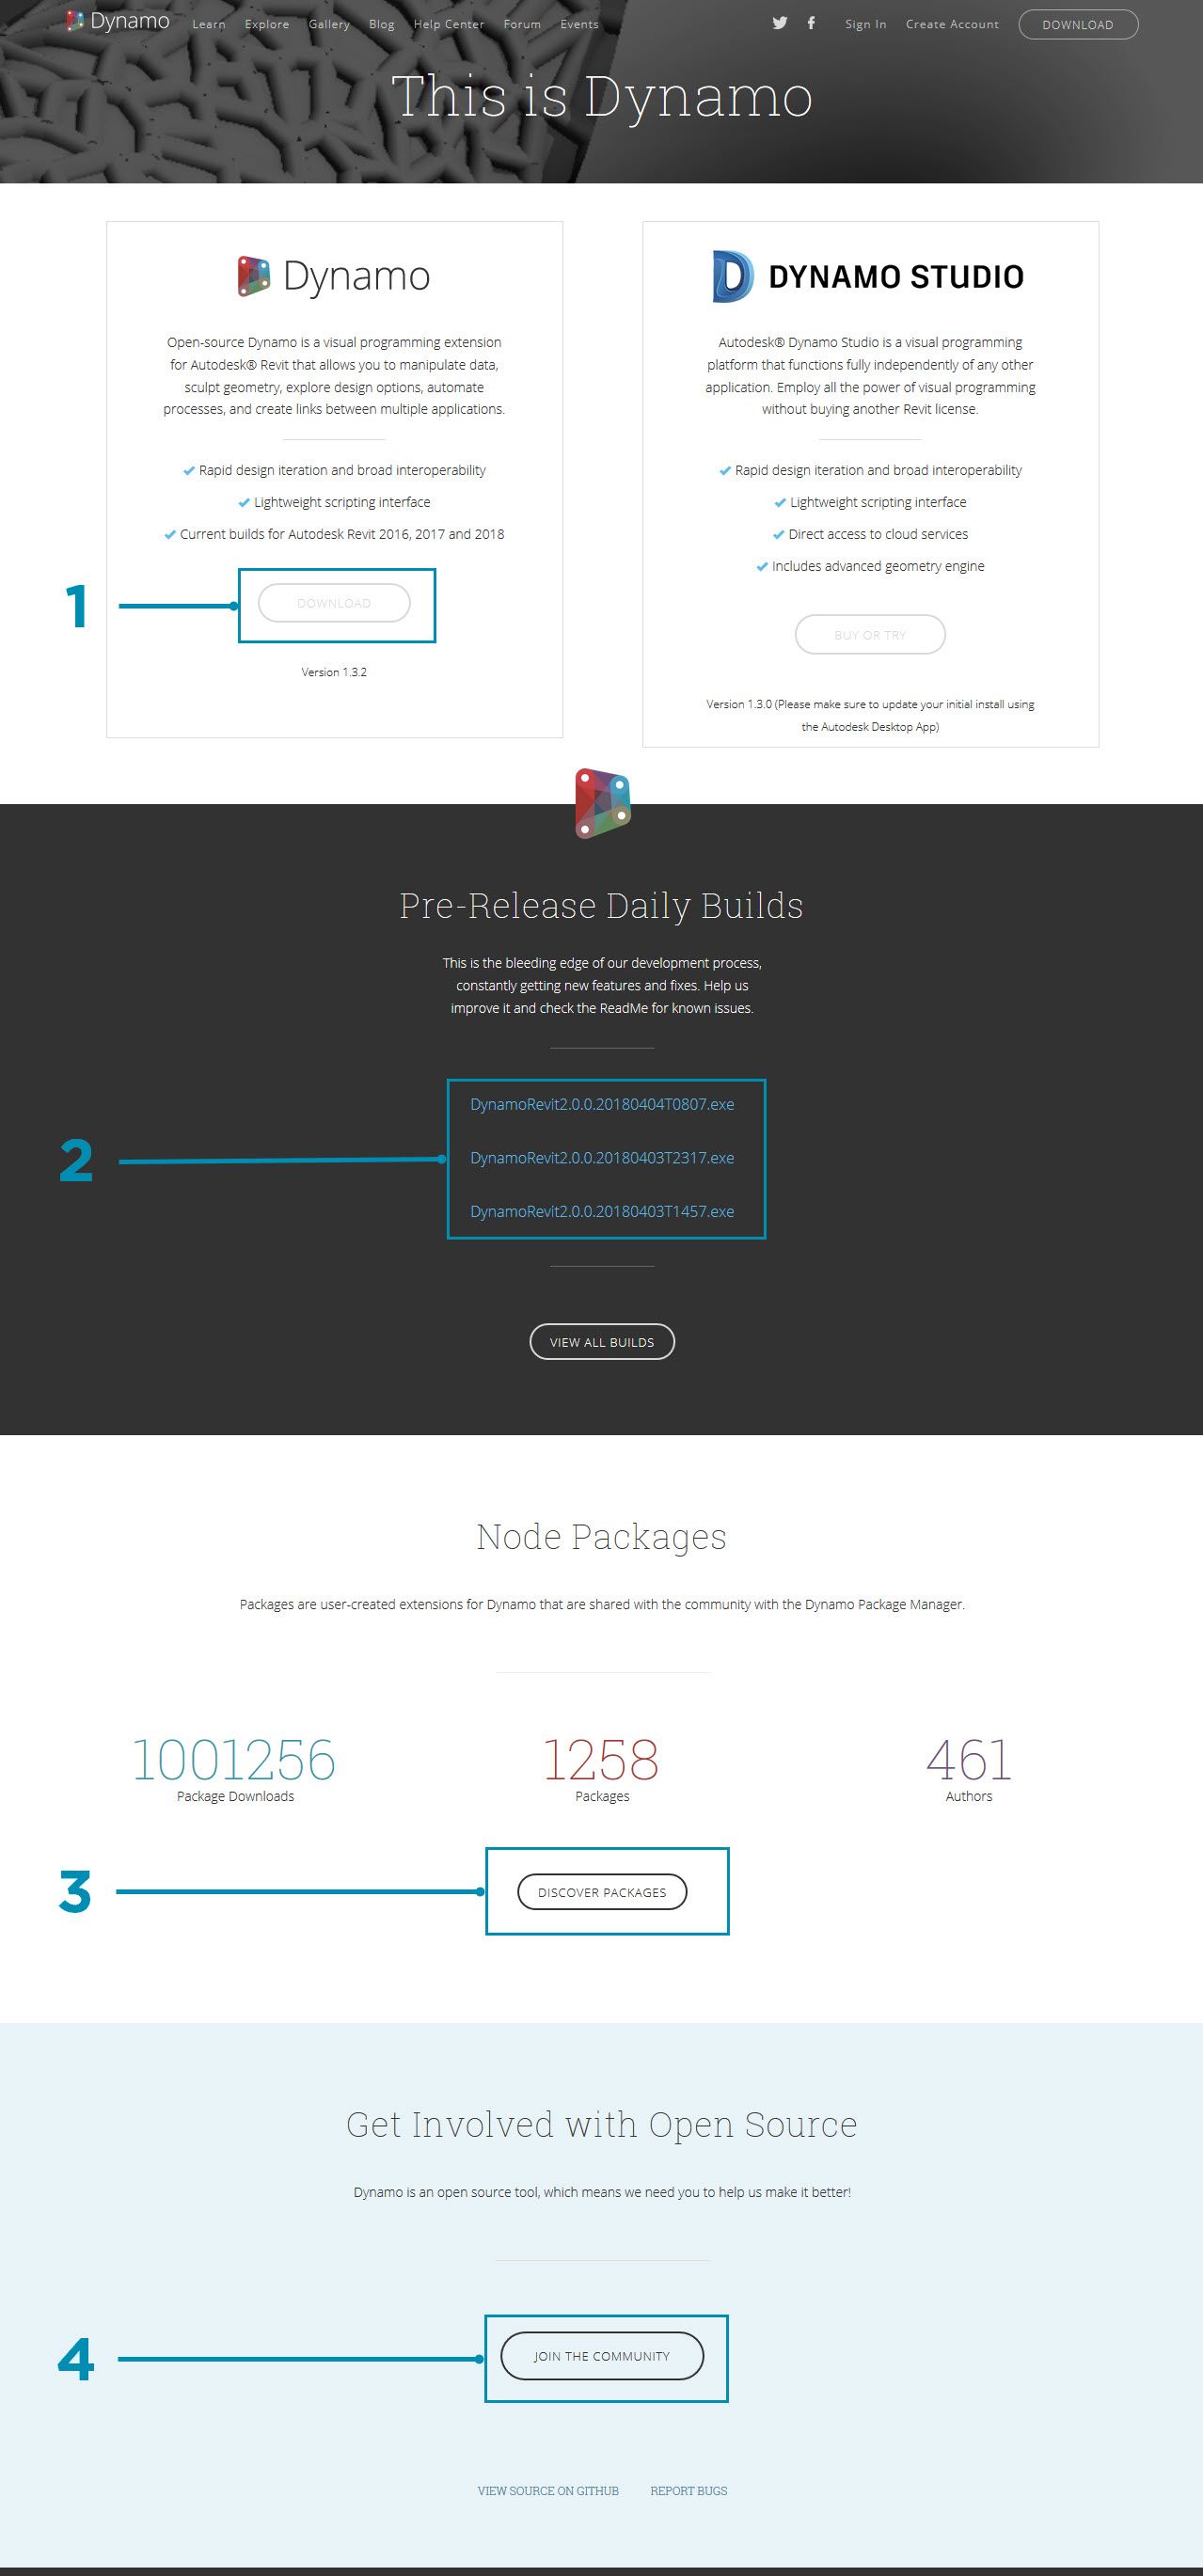 Dynamo Learn Explore Gallery Blog Help Center Forum Events Sign In Create Account DOWNLOAD
This is Dynamo
Dynamo
Open-source Dynamo is a visual programming extension
for Autodesk® Revit that allows you to manipulate data,
sculpt geometry, explore design options, automate
processes, and create links between multiple applications.
Rapid design iteration and broad interoperability
Lightweight scripting interface
Current builds for Autodesk Revit 2016, 2017 and 2018
1
DOWNLOAD
Version 1.3.2
DYNAMO STUDIO
Autodesk® Dynamo Studio is a visual programming
platform that functions fully independently of any other
application. Employ all the power of visual programming
without buying another Revit license.
Rapid design iteration and broad interoperability
Lightweight scripting interface
Direct access to cloud services
Includes advanced geometry engine
BUY OR TRY
Version 1.3.0 (Please make sure to update your initial install using
the Autodesk Desktop App)
Pre-Release Daily Builds
This is the bleeding edge of our development process,
constantly getting new features and fixes. Help us
improve it and check the ReadMe for known issues.
2
DynamoRevit2.0.0.20180404T0807.exe
DynamoRevit2.0.0.20180403T2317.exe
DynamoRevit2.0.0.20180403T1457.exe
VIEW ALL BUILDS
Node Packages
Packages are user-created extensions for Dynamo that are shared with the community with the Dynamo Package Manager.
1001256 1258 461
Package Downloads Packages Authors
3
DISCOVER PACKAGES
Get Involved with Open Source
Dynamo is an open source tool, which means we need you to help us make it better!
4
JOIN THE COMMUNITY
VIEW SOURCE ON GITHUB REPORT BUGS